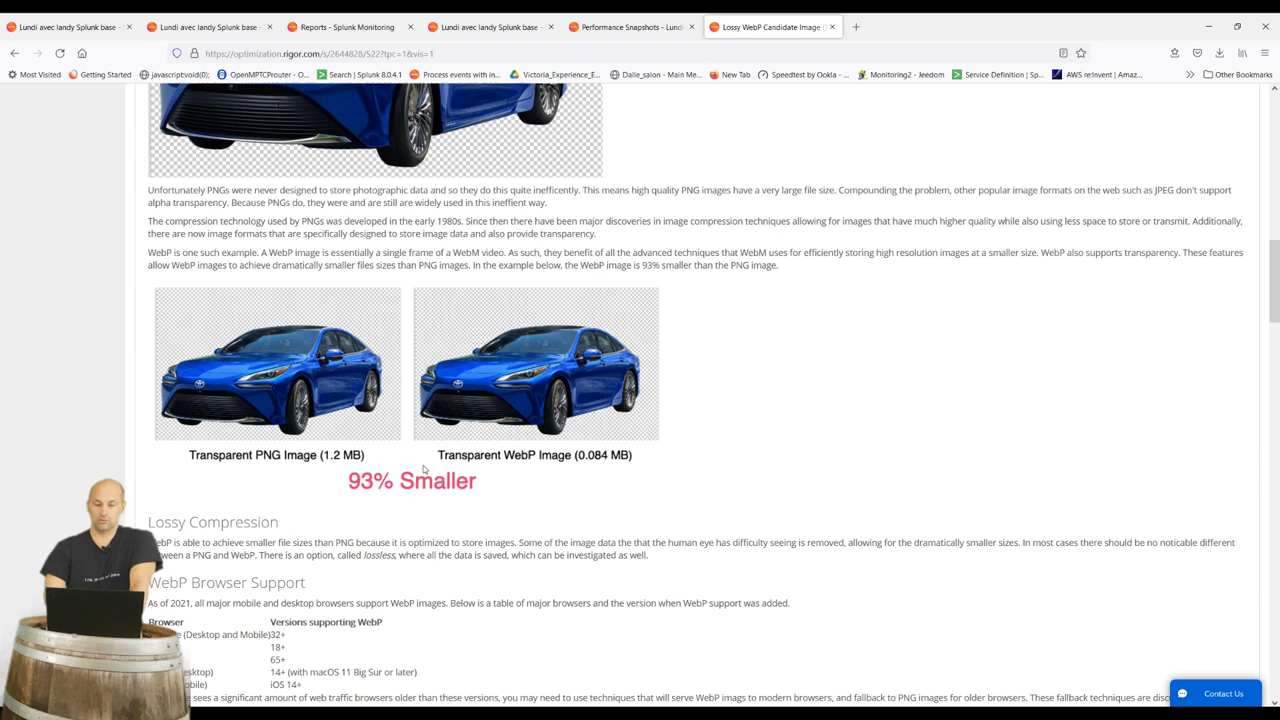 Lundi avec landy Splunk base -
Lundi avec landy Splunk base -
Reports - Splunk Monitoring
Lundi avec landy Splunk base -
Performance Snapshots - Lundi
Lossy WebP Candidate Image (
https://optimization.rigor.com/s/2644828/522?tpc=1&vis=1
Most Visited
Getting Started
javascript:void(0);
OpenMPTCProuter - O...
Search | Splunk 8.0.4.1
Process events with in...
Victoria_Experience_E...
Dalle_salon - Main Me...
New Tab
Speedtest by Ookla - ...
Monitoring2 - Jeedom
Service Definition | Sp...
AWS re:Invent | Amaz...
Other Bookmarks
Unfortunately PNGs were never designed to store photographic data and so they do this quite inefficently. This means high quality PNG images have a very large file size. Compounding the problem, other popular image formats on the web such as JPEG don't support
alpha transparency. Because PNGs do, they were and are still are widely used in this ineffient way.
The compression technology used by PNGs was developed in the early 1980s. Since then there have been major discoveries in image compression techniques allowing for images that have much higher quality while also using less space to store or transmit. Additionally,
there are now image formats that are specifically designed to store image data and also provide transparency.
WebP is one such example. A WebP image is essentially a single frame of a WebM video. As such, they benefit of all the advanced techniques that WebM uses for efficiently storing high resolution images at a smaller size. WebP also supports transparency. These features
allow WebP images to achieve dramatically smaller files sizes than PNG images. In the example below, the WebP image is 93% smaller than the PNG image.
Transparent PNG Image (1.2 MB)
Transparent WebP Image (0.084 MB)
93% Smaller
Lossy Compression
WebP is able to achieve smaller file sizes than PNG because it is optimized to store images. Some of the image data the that the human eye has difficulty seeing is removed, allowing for the dramatically smaller sizes. In most cases there should be no noticable different
between a PNG and WebP. There is an option, called lossless, where all the data is saved, which can be investigated as well.
WebP Browser Support
As of 2021, all major mobile and desktop browsers support WebP images. Below is a table of major browsers and the version when WebP support was added.
Browser Versions supporting WebP
(Desktop and Mobile) 32+
18+
65+
14+ (with macOS 11 Big Sur or later)
iOS 14+
sees a significant amount of web traffic browsers older than these versions, you may need to use techniques that will serve WebP imags to modern browsers, and fallback to PNG images for older browsers. These fallback techniques are
Contact Us